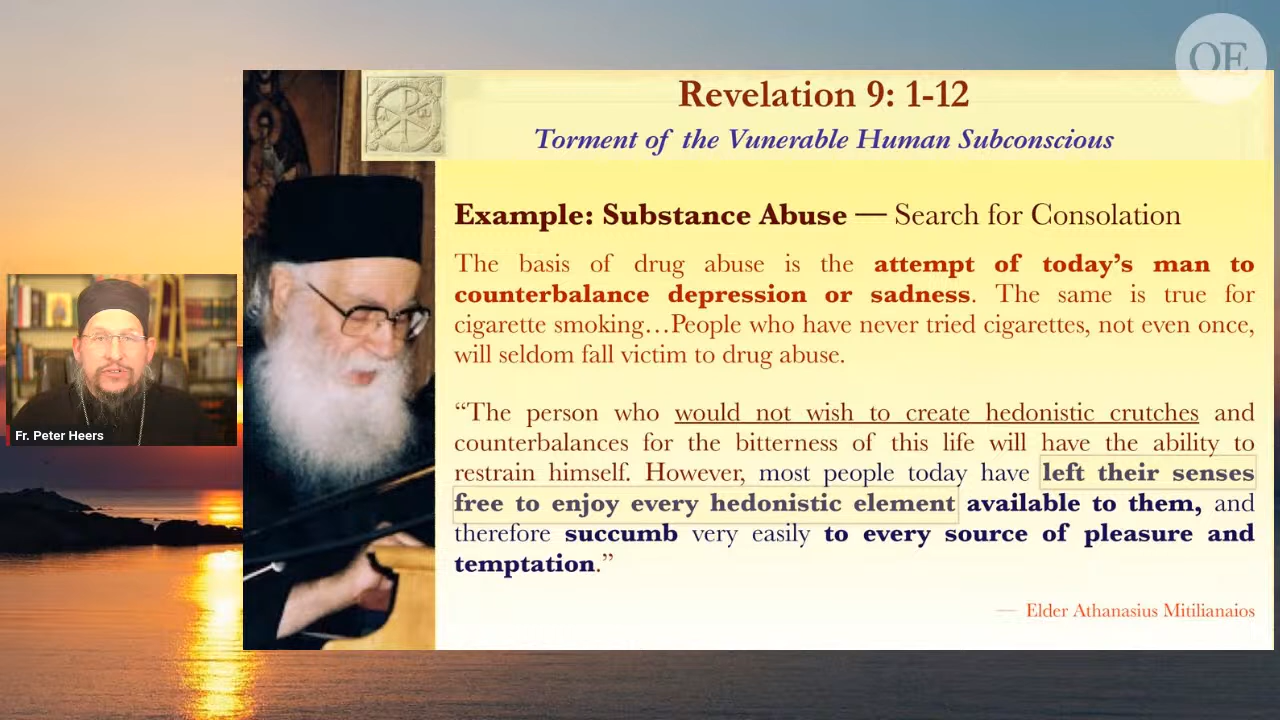 OE
Revelation 9: 1-12
Torment of the Vunerable Human Subconscious
Example: Substance Abuse — Search for Consolation
The basis of drug abuse is the attempt of today's man to
counterbalance depression or sadness. The same is true for
cigarette smoking…People who have never tried cigarettes, not even once,
will seldom fall victim to drug abuse.
“The person who would not wish to create hedonistic crutches and
counterbalances for the bitterness of this life will have the ability to
restrain himself. However, most people today have left their senses
free to enjoy every hedonistic element available to them, and
therefore succumb very easily to every source of pleasure and
temptation.”
— Elder Athanasius Mitilianaios
Fr. Peter Heers